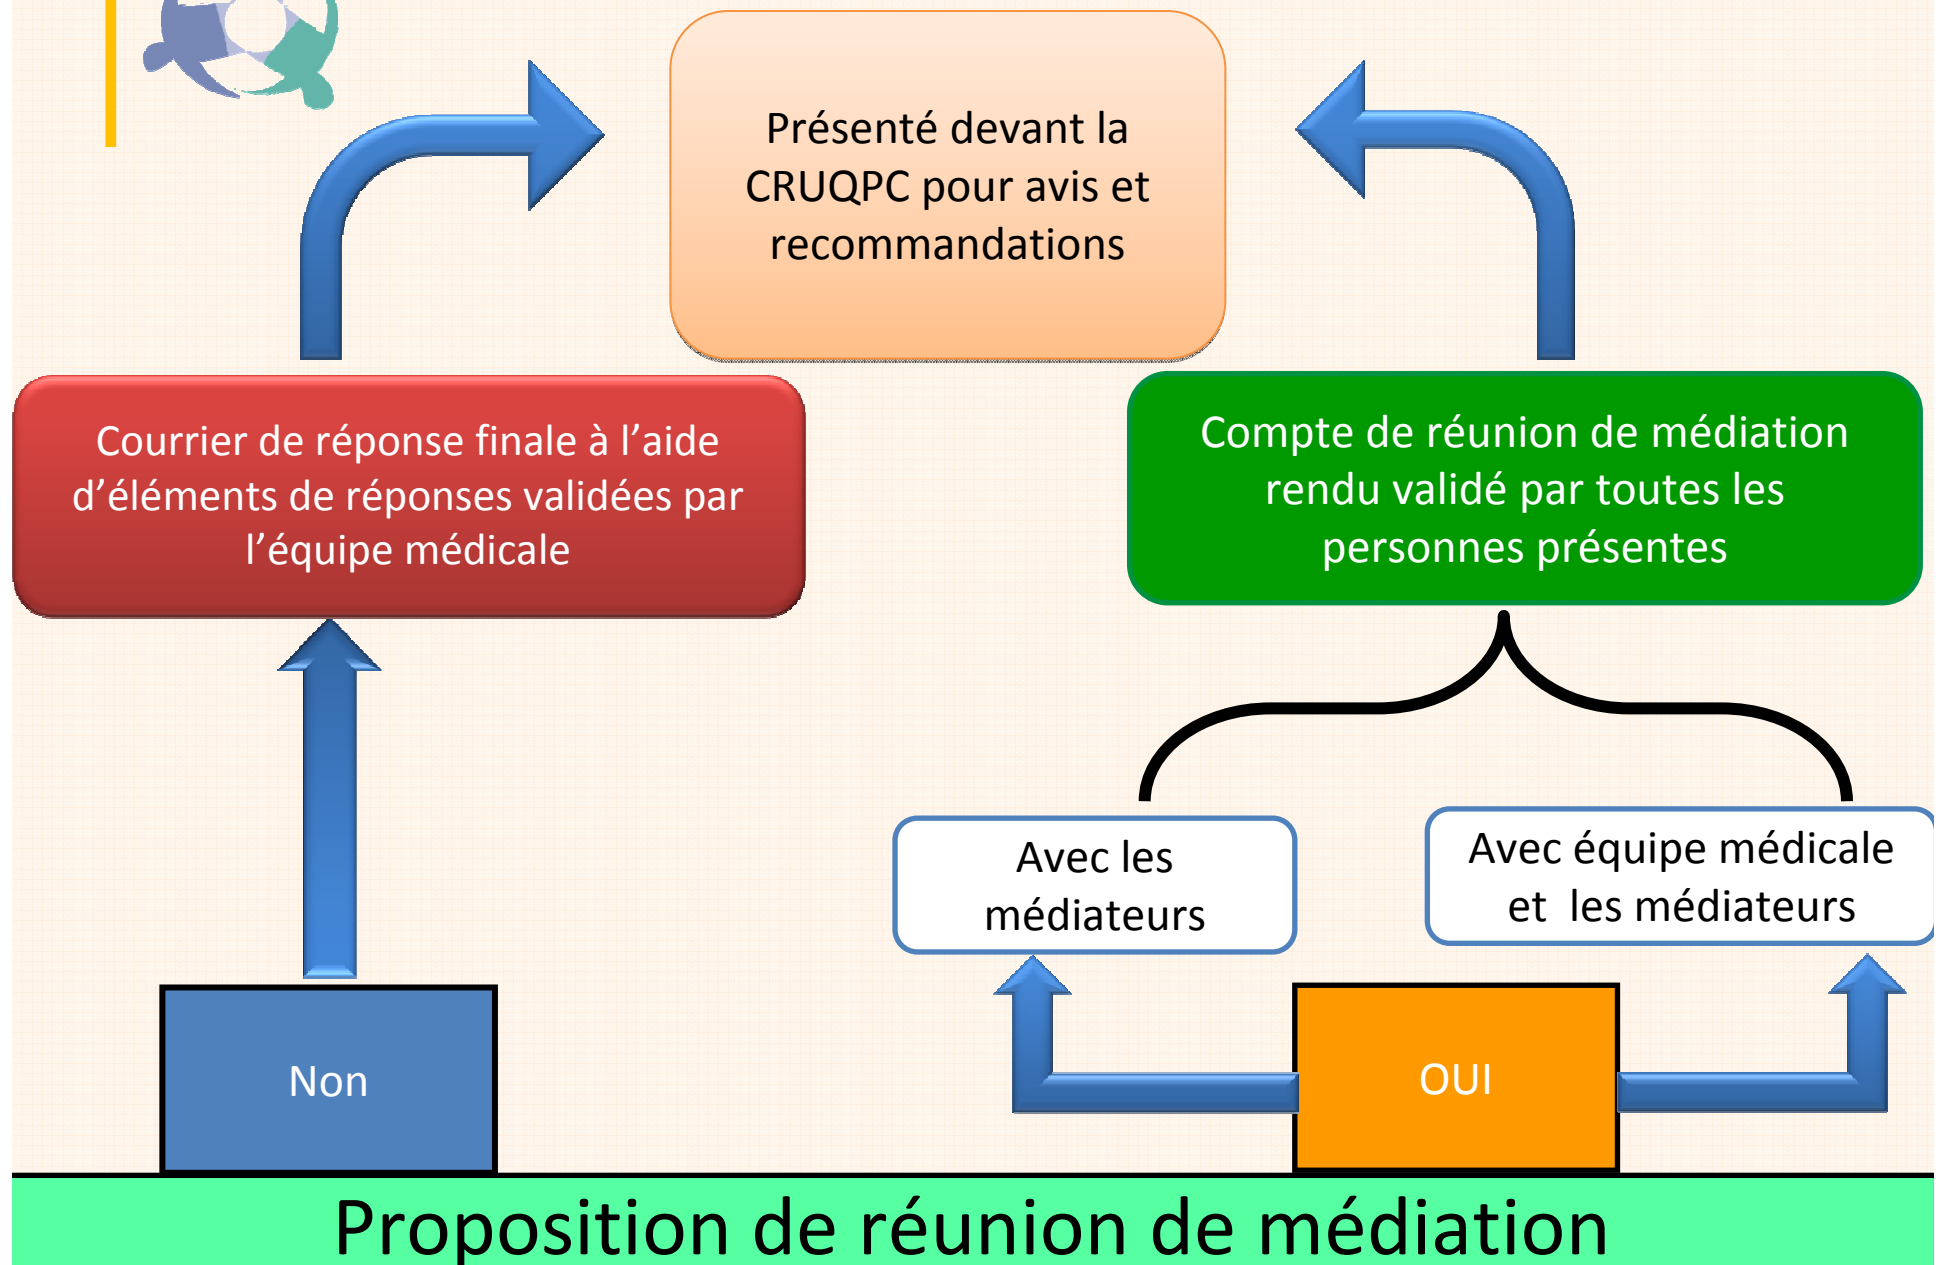 Présenté devant la
CRUQPC pour avis et
recommandations
Courrier de réponse finale à l’aide
d’éléments de réponses validées par
l’équipe médicale
Compte de réunion de médiation
rendu validé par toutes les
personnes présentes
Avec les
médiateurs
Avec équipe médicale
et  les médiateurs
Non
OUI
Proposition de réunion de médiation